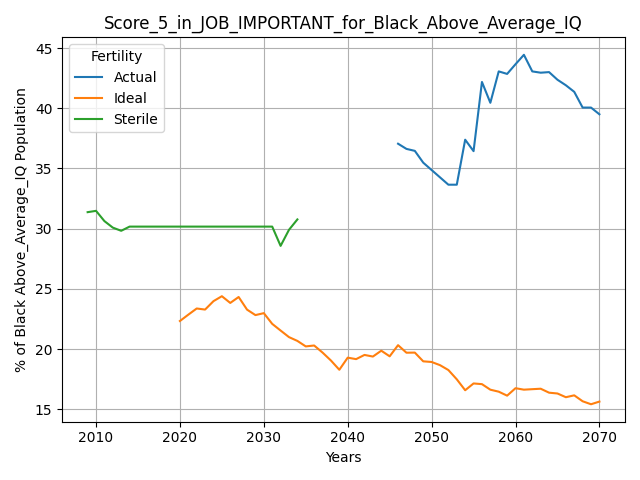 Score_5_in_JOB_IMPORTANT_for_Black_Above_Average_IQ
Fertility
Actual
Ideal
Sterile
% of Black Above_Average_IQ Population
45
40
35
30
25
20
15
2010 2020 2030 2040 2050 2060 2070
Years